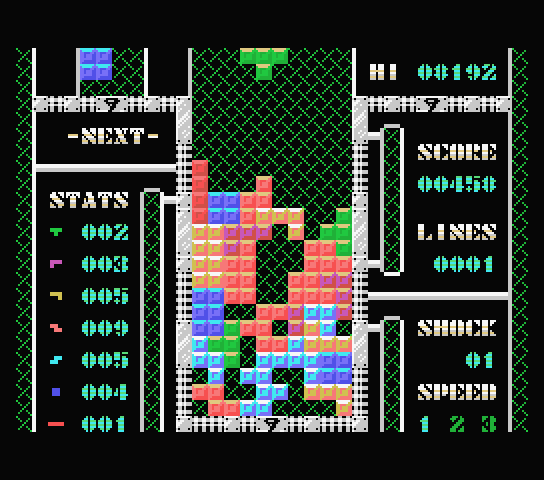 HI 00192
-NEXT-
SCORE
00450
STATS
002
LINES
003
0001
005
009
SHOCK
005
01
004
SPEED
001
1 2 3